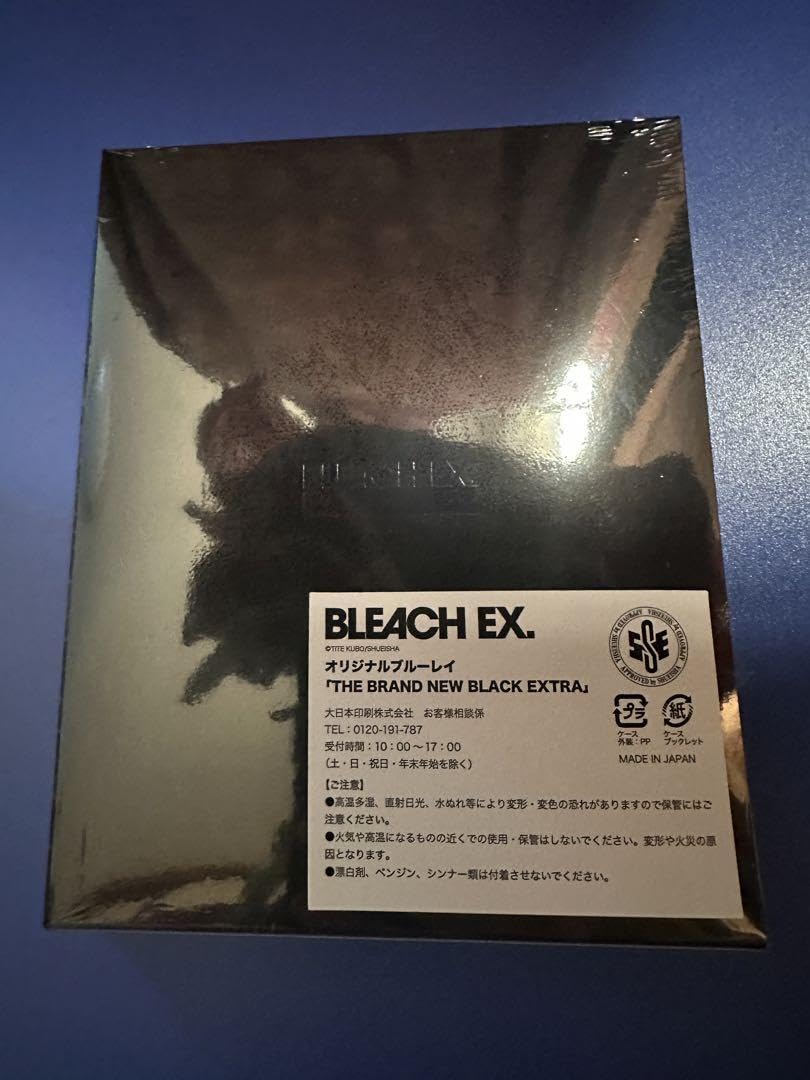 BLEACH EX.
BLEACH EX.
©TITE KUBO/SHUEISHA
オリジナルブルーレイ
「THE BRAND NEW BLACK EXTRA」
大日本印刷株式会社 お客様相談係
TEL：0120-191-787
受付時間：10：00～17：00
（土・日・祝日・年末年始を除く）
【ご注意】
●高温多湿、直射日光、水ぬれ等により変形・変色の恐れがありますので保管にはご
注意ください。
●火気や高温になるものの近くでの使用・保管はしないでください。変形や火災の原
因となります。
●漂白剤、ベンジン、シンナー類は付着させないでください。
APPROVED by SHUEISHA
APPROVED by SHUEISHA
プラ
ケース
外装：PP
紙
ケース
ブックレット
MADE IN JAPAN